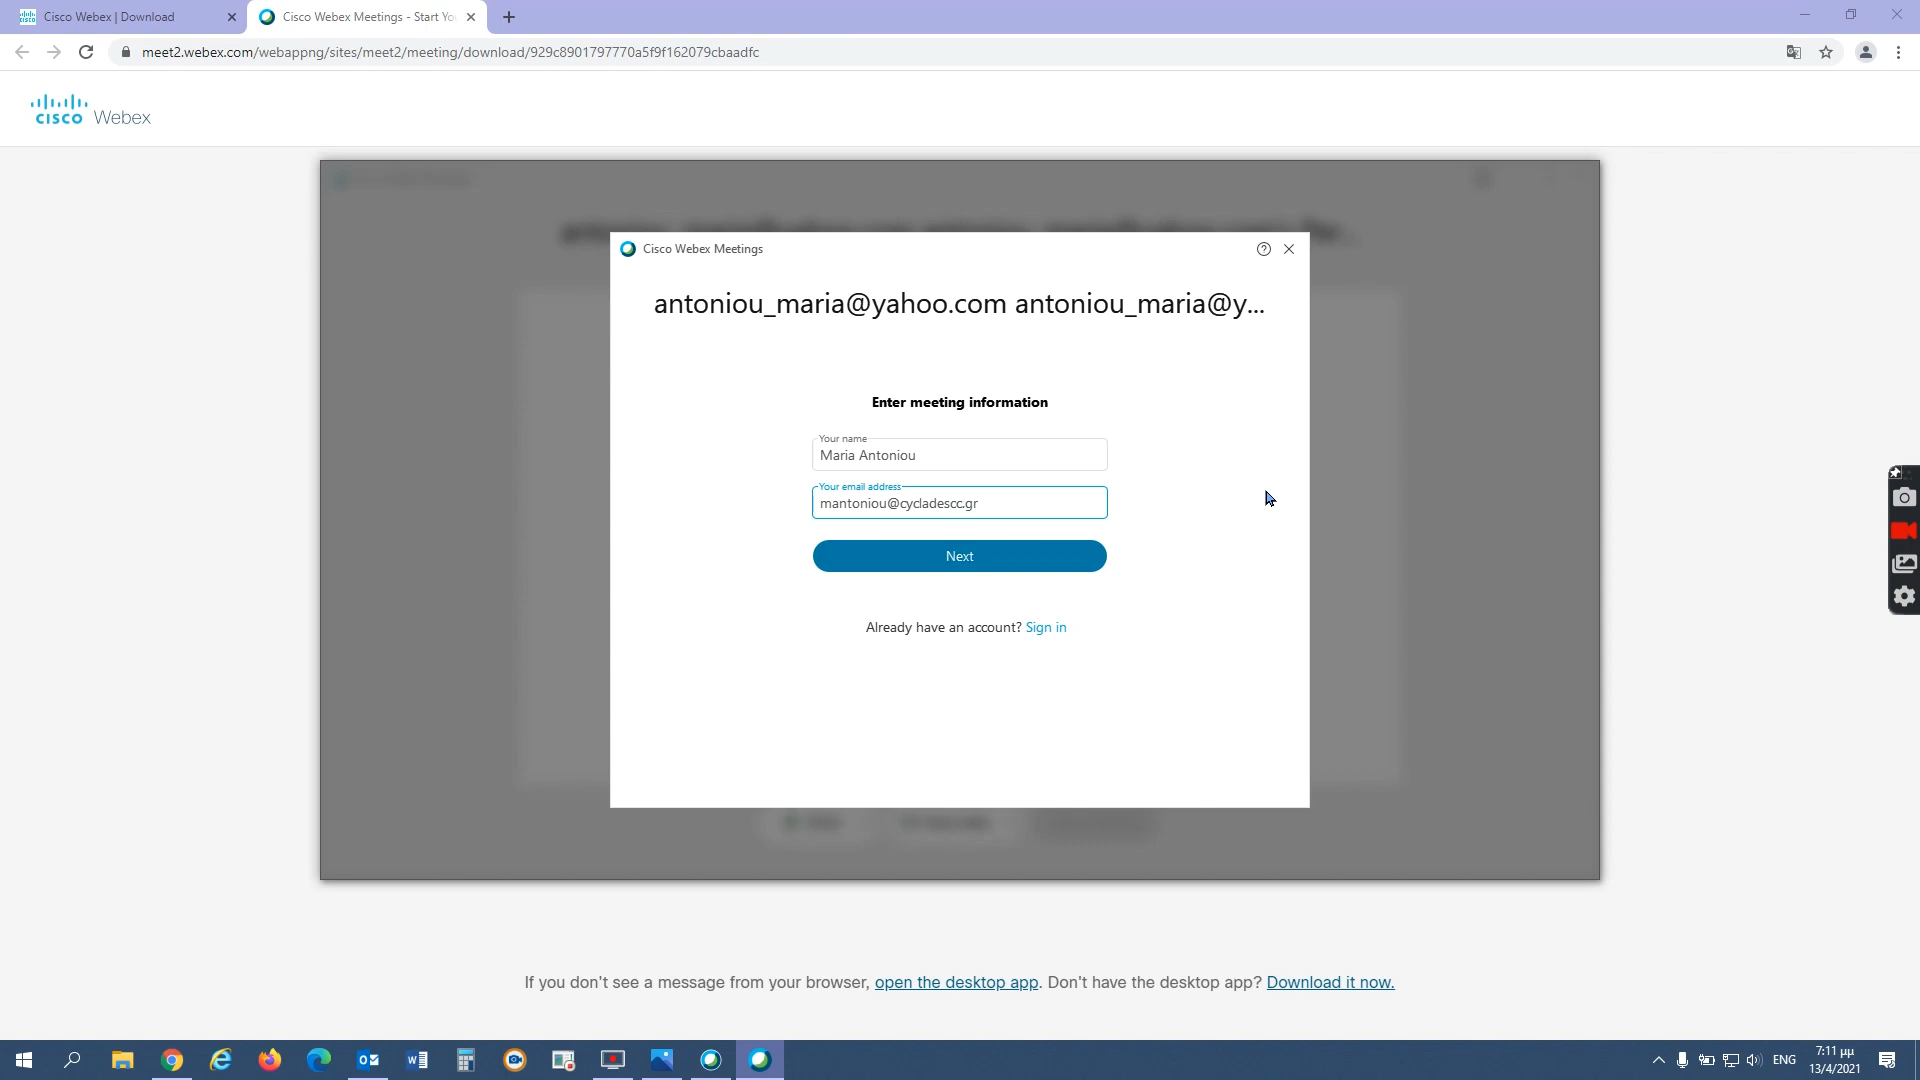 Cisco Webex | Download
Cisco Webex Meetings - Start Yo
meet2.webex.com/webappng/sites/meet2/meeting/download/929c8901797770a5f9f162079cbaadfc
cisco Webex
Cisco Webex Meetings
antoniou_maria@yahoo.com antoniou_maria@y...
Enter meeting information
Your name
Maria Antoniou
Your email address
mantoniou@cycladescc.gr
Next
Already have an account? Sign in
If you don't see a message from your browser, open the desktop app. Don't have the desktop app? Download it now.
ENG
7:11 μμ
13/4/2021